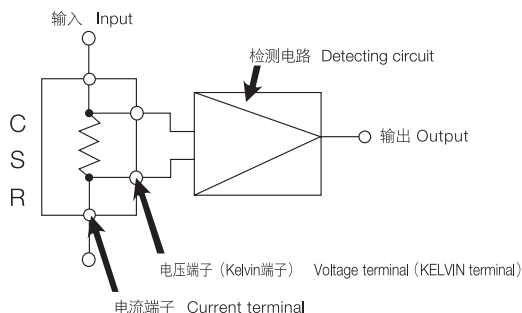 输入 Input
检测电路 Detecting circuit
输出 Output
C
S
R
电压端子（Kelvin端子） Voltage terminal（KELVIN terminal）
电流端子 Current terminal